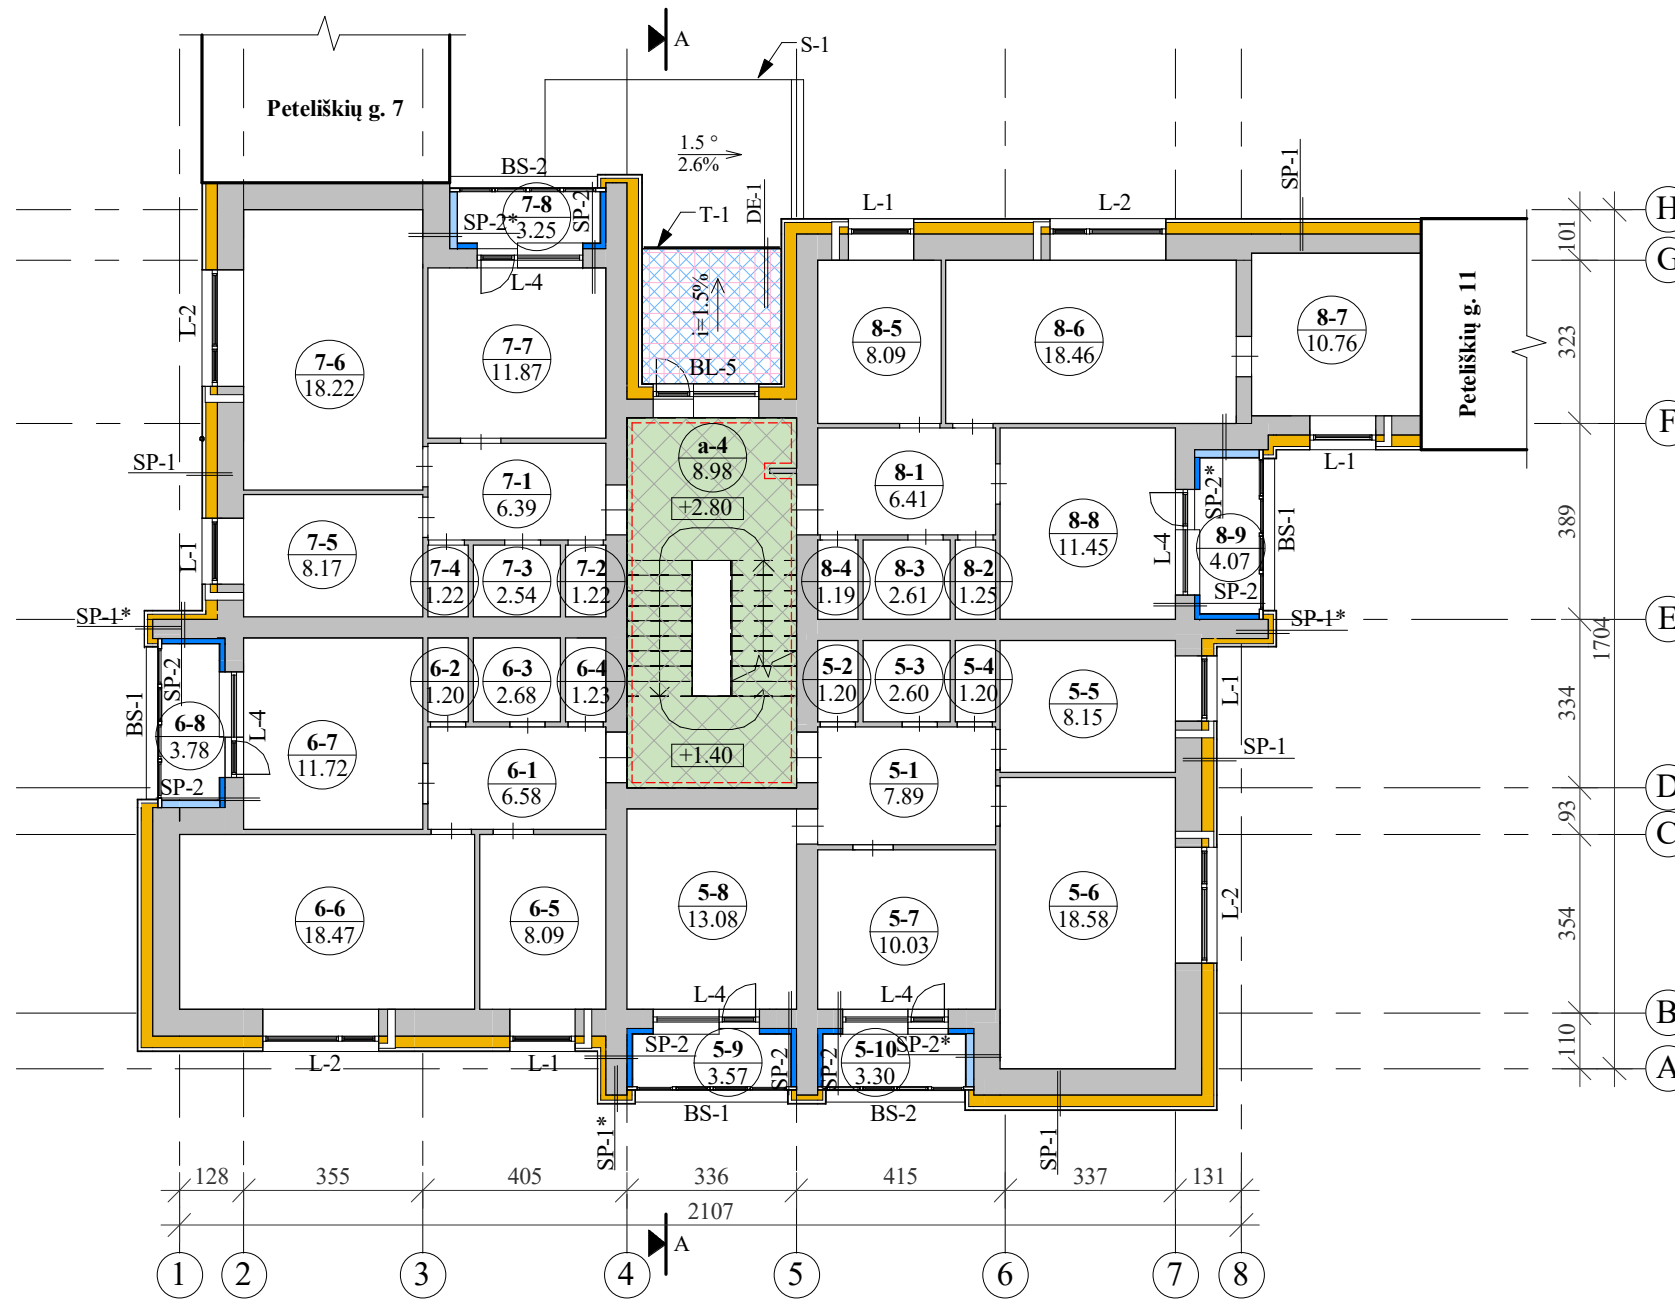 A
S-1
Peteliškių g. 7
1.5 °
2.6%
BS-2
SP-2
7-8
3.25
SP-2*
L-4
T-1
DE-1
L-1
L-2
SP-1
H
101
G
i=1.5%
BL-5
L-2
7-6
18.22
7-7
11.87
8-5
8.09
8-6
18.46
8-7
10.76
Peteliškių g. 11
323
F
SP-1
a-4
8.98
+2.80
L-1
7-1
6.39
8-1
6.41
SP-2*
L-1
7-5
8.17
8-8
11.45
L-4
8-9
4.07
BS-1
389
7-4
1.22
7-3
2.54
7-2
1.22
8-4
1.19
8-3
2.61
8-2
1.25
SP-2
SP-1*
SP-1*
E
1704
SP-2
BS-1
6-2
1.20
6-3
2.68
6-4
1.23
5-2
1.20
5-3
2.60
5-4
1.20
5-5
8.15
L-1
334
6-8
3.78
L-4
6-7
11.72
SP-2
6-1
6.58
+1.40
5-1
7.89
SP-1
D
93
C
6-6
18.47
6-5
8.09
5-8
13.08
5-7
10.03
5-6
18.58
L-2
354
L-4
L-4
B
110
A
L-2
L-1
SP-2
5-9
3.57
SP-2
SP-2
5-10
3.30
SP-2*
BS-1
BS-2
SP-1*
SP-1
128
355
405
336
415
337
131
2107
A
1
2
3
4
5
6
7
8